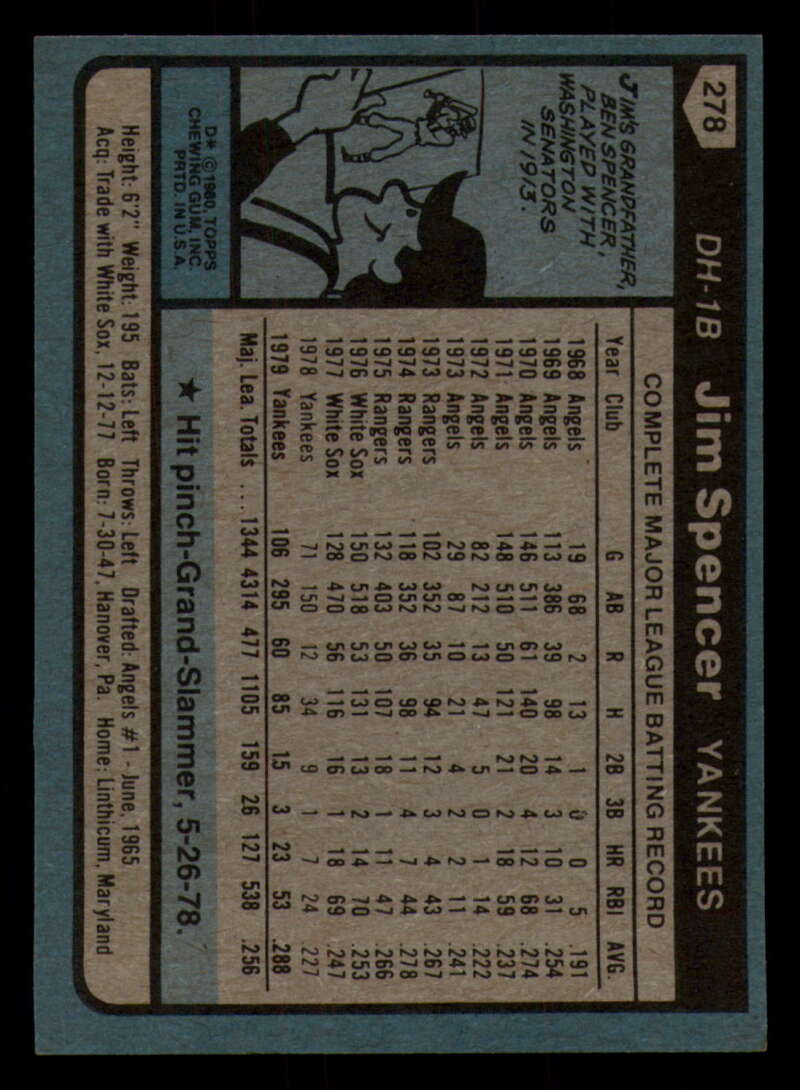 278
DH-1B Jim Spencer YANKEES
JIM'S GRANDFATHER,
BEN SPENCER,
PLAYED WITH
WASHINGTON
SENATORS
IN 1913.
D* © 1980, TOPPS
CHEWING GUM, INC.
PRTD. IN U.S.A.
COMPLETE MAJOR LEAGUE BATTING RECORD
Year Club G AB R H 2B 3B HR RBI AVG.
1968 Angels 19 68 2 13 1 0 0 5 .191
1969 Angels 113 386 39 98 14 3 10 31 .254
1970 Angels 146 511 61 140 20 4 12 68 .274
1971 Angels 148 510 50 121 21 2 18 59 .237
1972 Angels 82 212 13 47 5 0 1 14 .222
1973 Angels 29 87 10 21 4 2 2 11 .241
1973 Rangers 102 352 35 94 12 3 4 43 .267
1974 Rangers 118 352 36 98 11 4 7 44 .278
1975 Rangers 132 403 50 107 18 1 11 47 .266
1976 White Sox 150 518 53 131 13 2 14 70 .253
1977 White Sox 128 470 56 116 16 1 18 69 .247
1978 Yankees 71 150 12 34 9 1 7 24 .227
1979 Yankees 106 295 60 85 15 3 23 53 .288
Maj. Lea. Totals ... 1344 4314 477 1105 159 26 127 538 .256
★ Hit pinch-Grand-Slammer, 5-26-78.
Height: 6'2" Weight: 195 Bats: Left Throws: Left Drafted: Angels #1 - June, 1965
Acq: Trade with White Sox, 12-12-77 Born: 7-30-47, Hanover, Pa. Home: Linthicum, Maryland